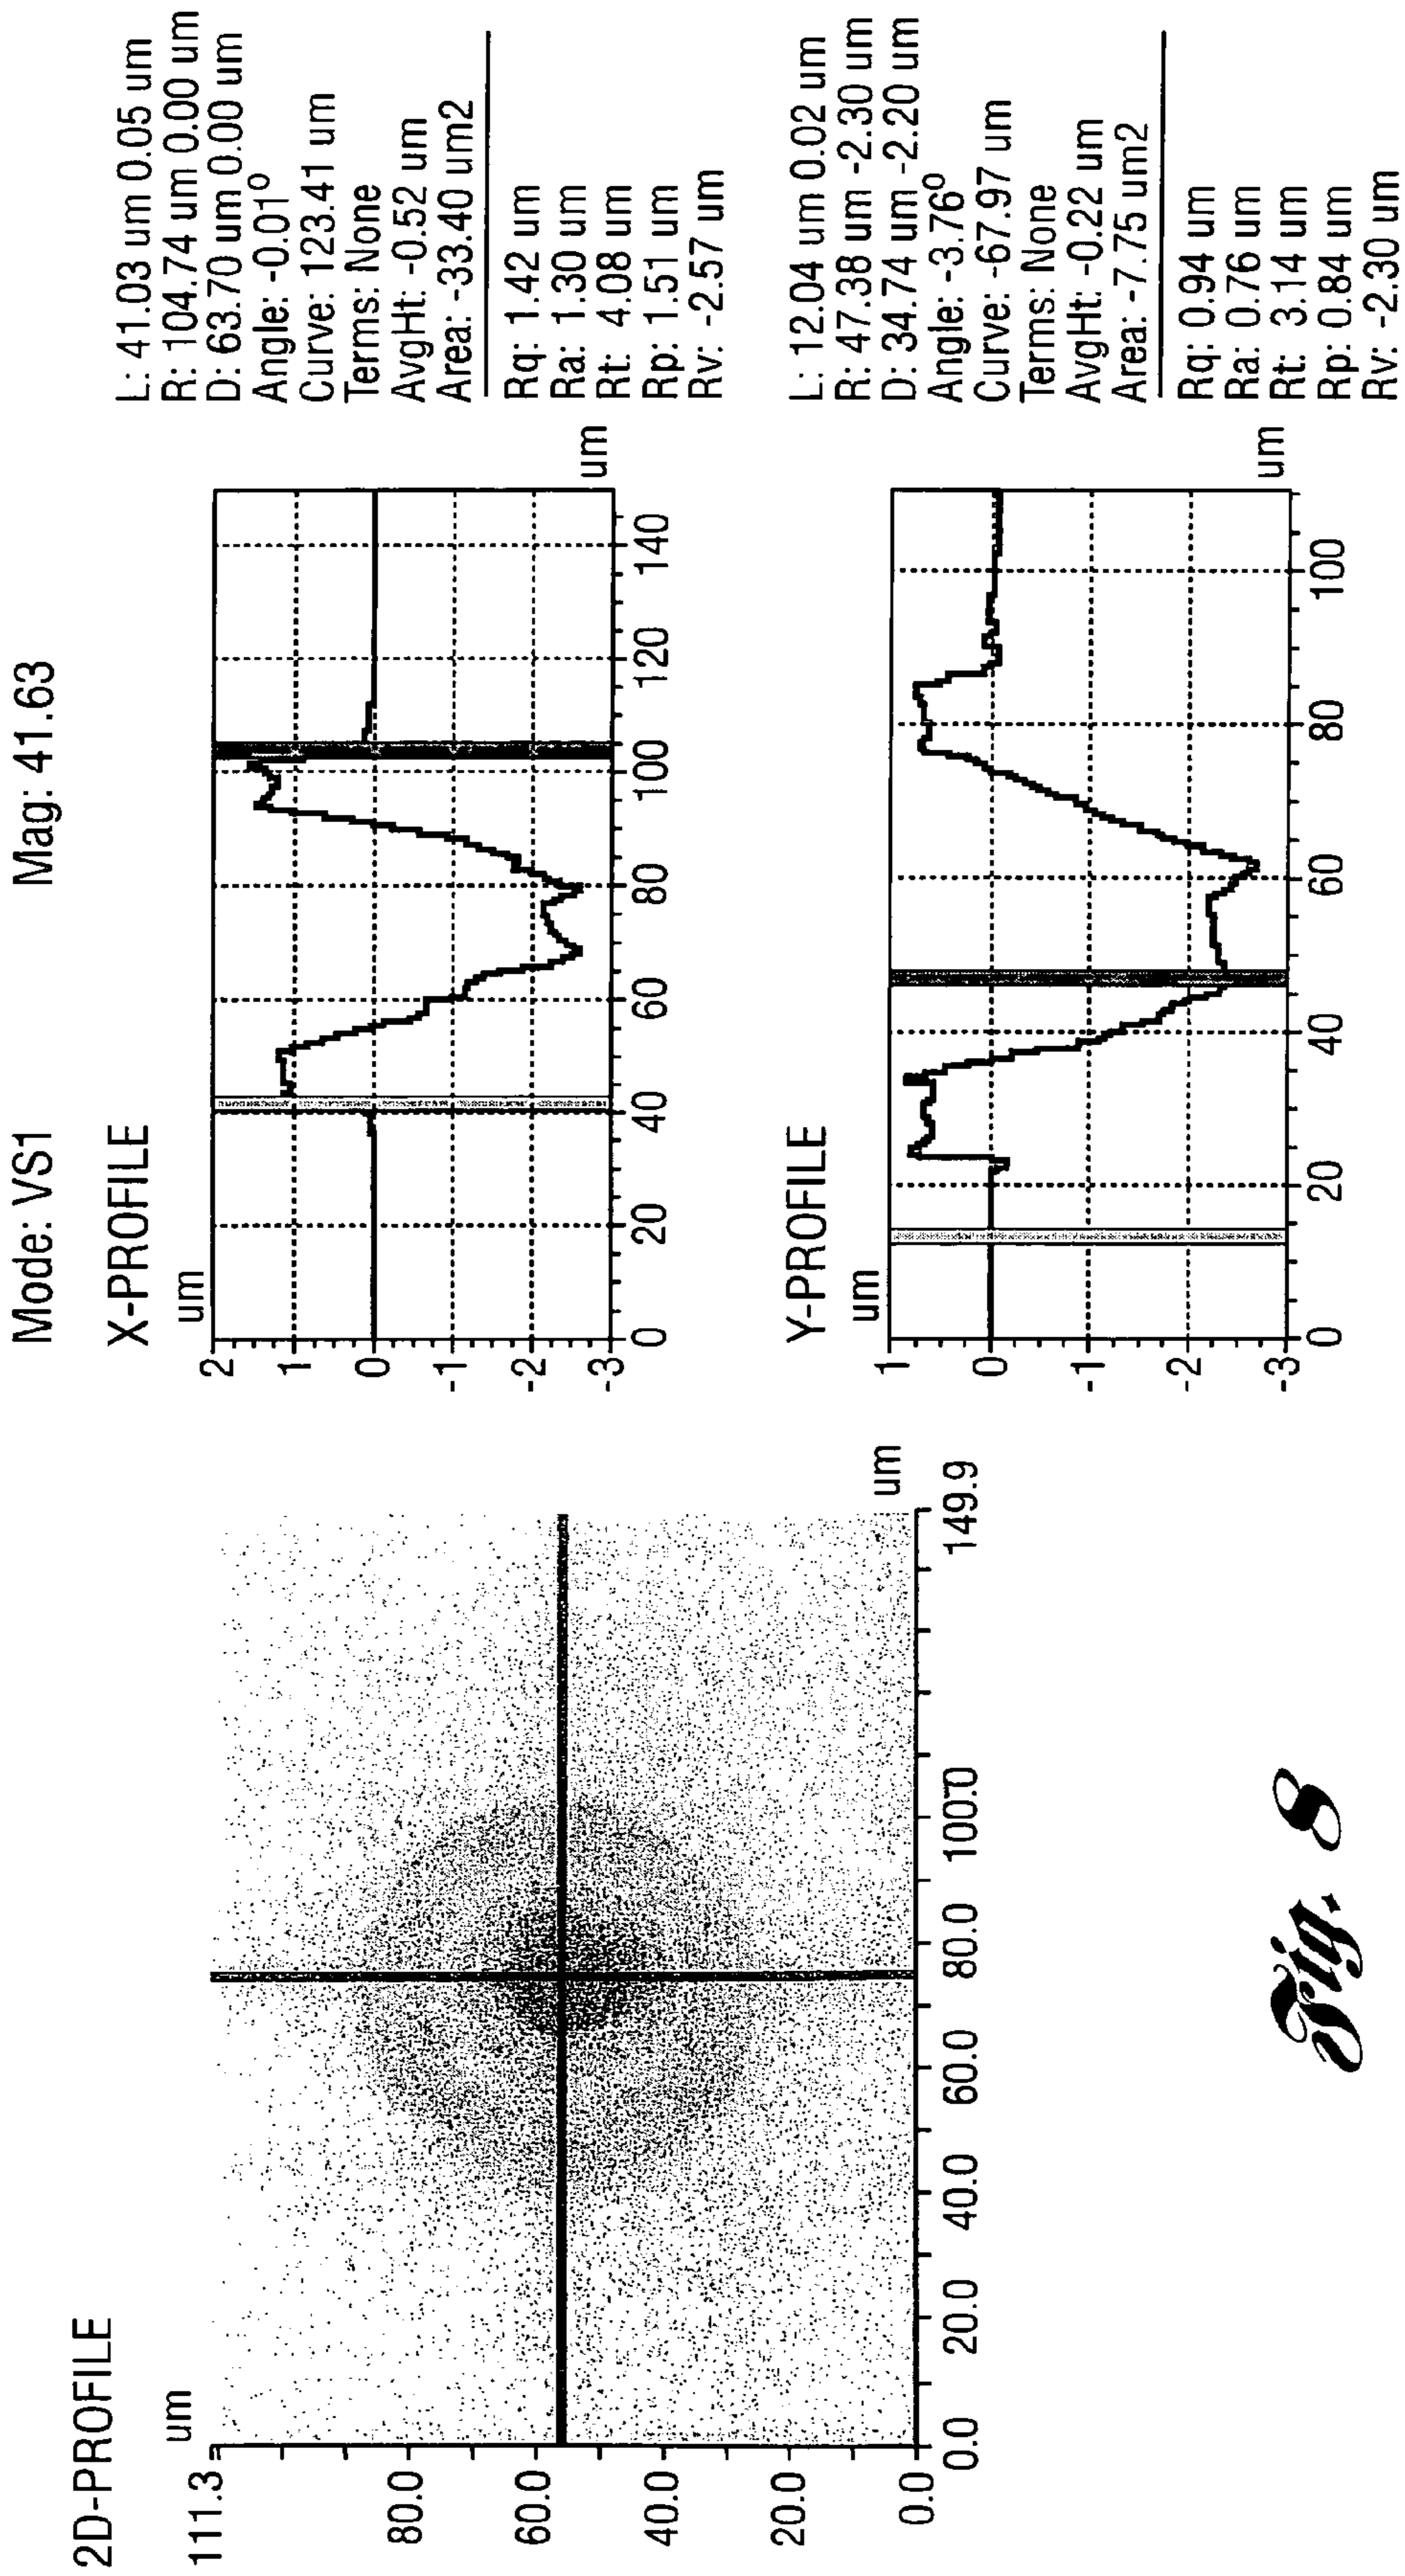 Mode: VS1
Mag: 41.63
2D-PROFILE
um
111.3
80.0
60.0
40.0
20.0
0.0
0.0
20.0
40.0
60.0
80.0
100.0
149.9
um
X-PROFILE
um
2
1
0
-1
-2
-3
0
20
40
60
80
100
120
140
um
L: 41.03 um 0.05 um
R: 104.74 um 0.00 um
D: 63.70 um 0.00 um
Angle: -0.01°
Curve: 123.41 um
Terms: None
AvgHt: -0.52 um
Area: -33.40 um2
Rq: 1.42 um
Ra: 1.30 um
Rt: 4.08 um
Rp: 1.51 um
Rv: -2.57 um
Y-PROFILE
um
1
0
-1
-2
-3
0
20
40
60
80
100
um
L: 12.04 um 0.02 um
R: 47.38 um -2.30 um
D: 34.74 um -2.20 um
Angle: -3.76°
Curve: -67.97 um
Terms: None
AvgHt: -0.22 um
Area: -7.75 um2
Rq: 0.94 um
Ra: 0.76 um
Rt: 3.14 um
Rp: 0.84 um
Rv: -2.30 um
Fig. 8